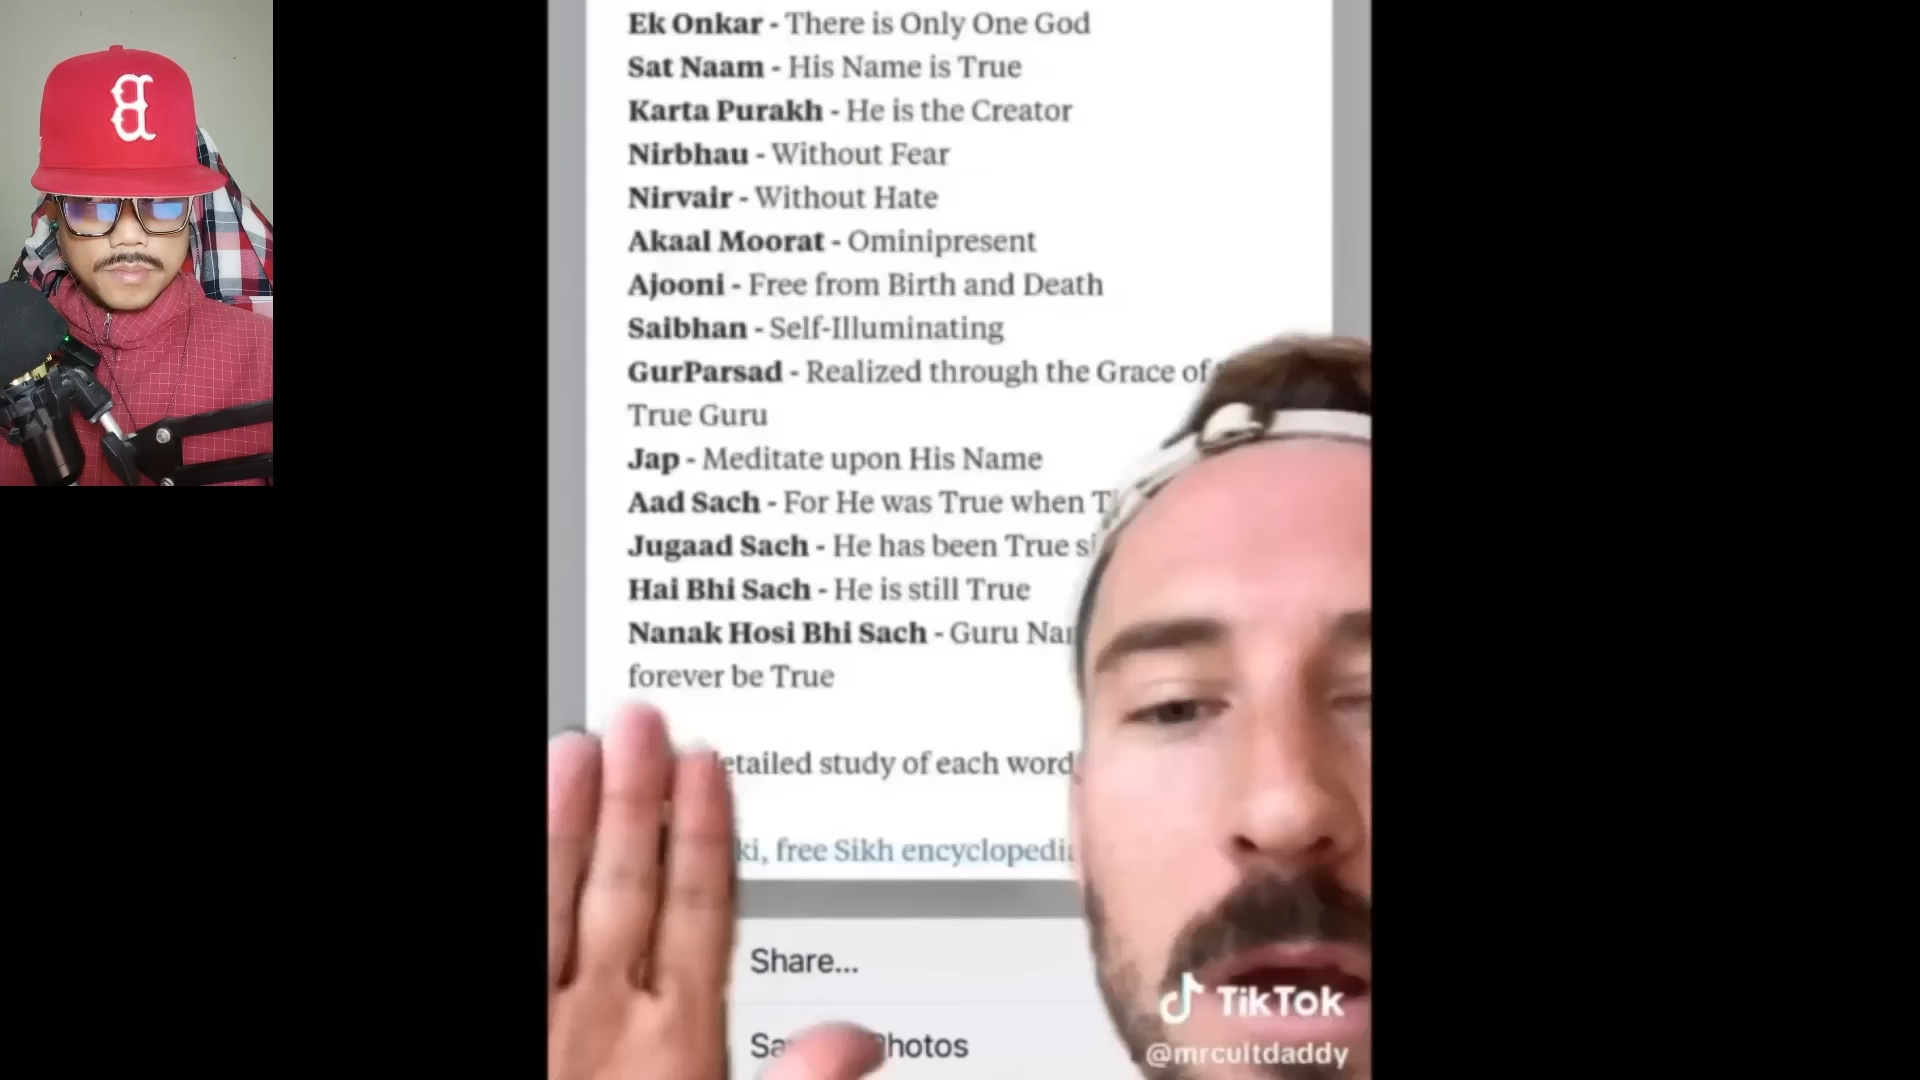 B
Ek Onkar - There is Only One God
Sat Naam - His Name is True
Karta Purakh - He is the Creator
Nirbhau - Without Fear
Nirvair - Without Hate
Akaal Moorat - Ominipresent
Ajooni - Free from Birth and Death
Saibhan - Self-Illuminating
GurParsad - Realized through the Grace of
True Guru
Jap - Meditate upon His Name
Aad Sach - For He was True when
Jugaad Sach - He has been True
Hai Bhi Sach - He is still True
Nanak Hosi Bhi Sach - Guru
forever be True
study of each word
free Sikh encyclopedia
Share...
TikTok
@mrcultdaddy